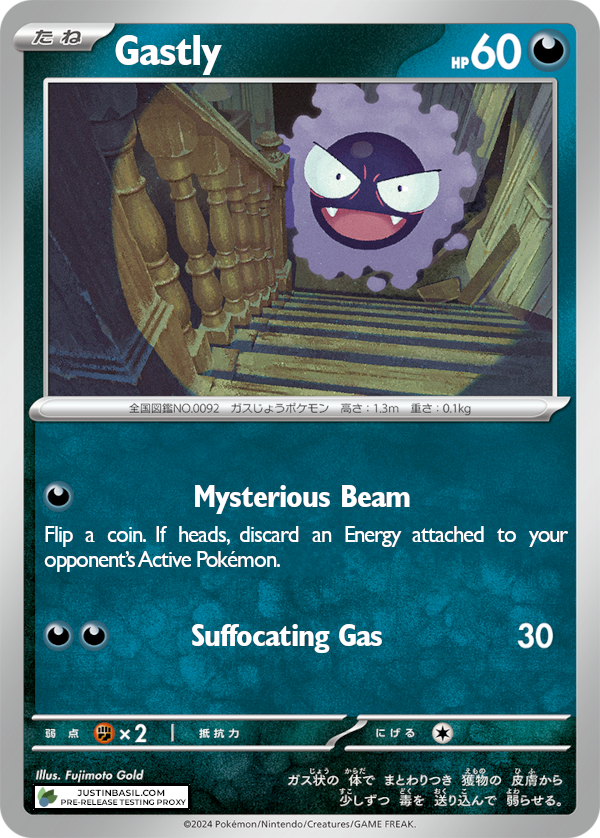 たね
Gastly
HP60
全国図鑑NO.0092 ガスじょうポケモン 高さ:1.3m 重さ:0.1kg
Mysterious Beam
Flip a coin. If heads, discard an Energy attached to your
opponent's Active Pokémon.
Suffocating Gas 30
弱点 ×2 抵抗力 にげる
Illus. Fujimoto Gold
JUSTINBASIL.COM
PRE-RELEASE TESTING PROXY
ガス状の 体で まとわりつき 獲物の 皮膚から
少しずつ 毒を 送り込んで 弱らせる。
©2024 Pokémon/Nintendo/Creatures/GAME FREAK.